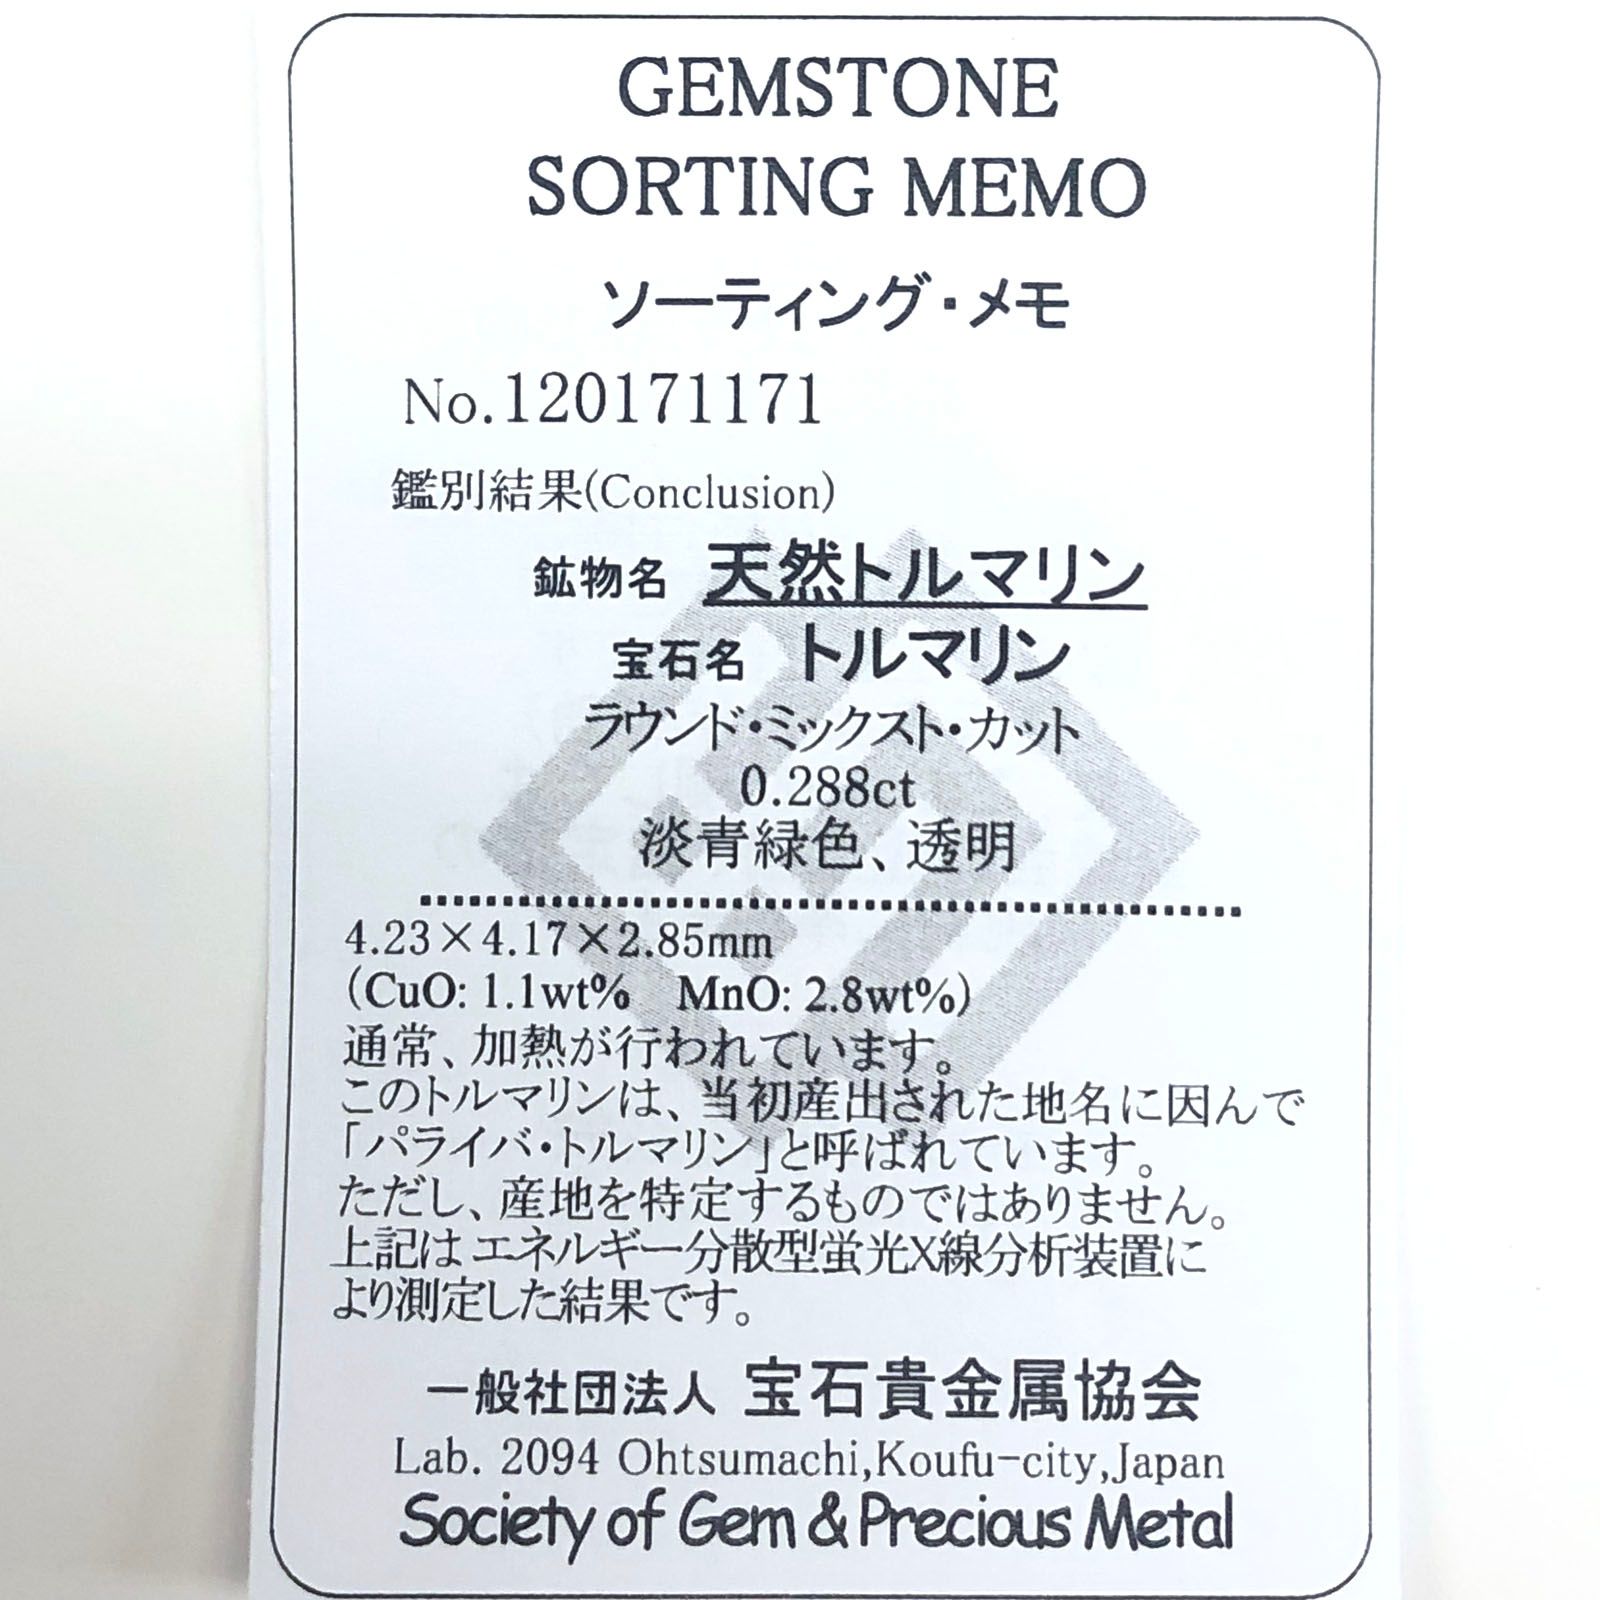 GEMSTONE
SORTING MEMO
ソーティング・メモ
No.120171171
鑑別結果(Conclusion)
鉱物名 天然トルマリン
宝石名 トルマリン
ラウンド・ミックスト・カット
0.288ct
淡青緑色、透明
4.23×4.17×2.85mm
(CuO: 1.1wt% MnO: 2.8wt%)
通常、加熱が行われています。
このトルマリンは、当初産出された地名に因んで
「パライバ・トルマリン」と呼ばれています。
ただし、産地を特定するものではありません。
上記はエネルギー分散型蛍光X線分析装置に
より測定した結果です。
一般社団法人 宝石貴金属協会
Lab. 2094 Ohtsumachi,Koufu-city,Japan
Society of Gem & Precious Metal